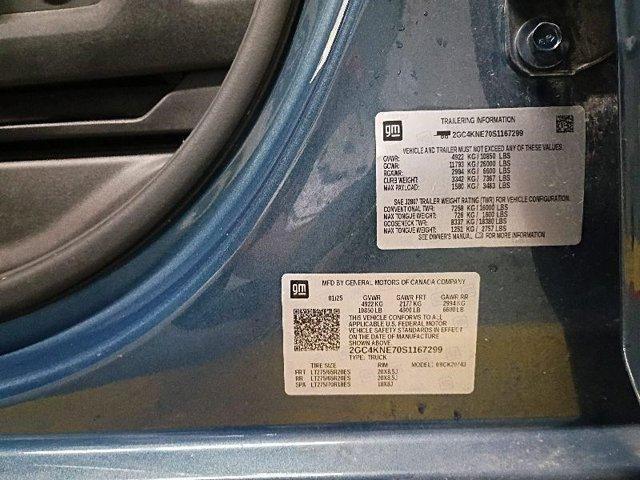 gm
TRAILERING INFORMATION
2GC4KNE70S1167299
VEHICLE AND TRAILER MUST NOT EXCEED ANY OF THESE VALUES:
GVWR: 4922 KG / 10850 LBS
GCWR: 11793 KG / 26000 LBS
RGAWR: 2994 KG / 6600 LBS
CURB WEIGHT: 3342 KG / 7367 LBS
MAX PAYLOAD: 1580 KG / 3483 LBS
SAE J2807 TRAILER WEIGHT RATING (TWR) FOR VEHICLE CONFIGURATION:
CONVENTIONAL TWR: 7258 KG / 16000 LBS
MAX TONGUE WEIGHT: 726 KG / 1600 LBS
GOOSENECK TWR: 8337 KG / 18380 LBS
MAX TONGUE WEIGHT: 1251 KG / 2757 LBS
SEE OWNER'S MANUAL FOR MORE INFORMATION
gm
MFD BY GENERAL MOTORS OF CANADA COMPANY
01/25 GVWR GAWR FRT GAWR RR
4922 KG 2177 KG 2994 KG
10850 LB 4800 LB 6600 LB
THIS VEHICLE CONFORMS TO ALL
APPLICABLE U.S. FEDERAL MOTOR
VEHICLE SAFETY STANDARDS IN EFFECT
ON THE DATE OF MANUFACTURE
SHOWN ABOVE.
2GC4KNE70S1167299
TYPE: TRUCK
TIRE SIZE RIM MODEL:
FRT LT275/65R20ES 20X8.5J
RR LT275/65R20ES 20X8.5J
SPA LT275/70R18ES 18X8J